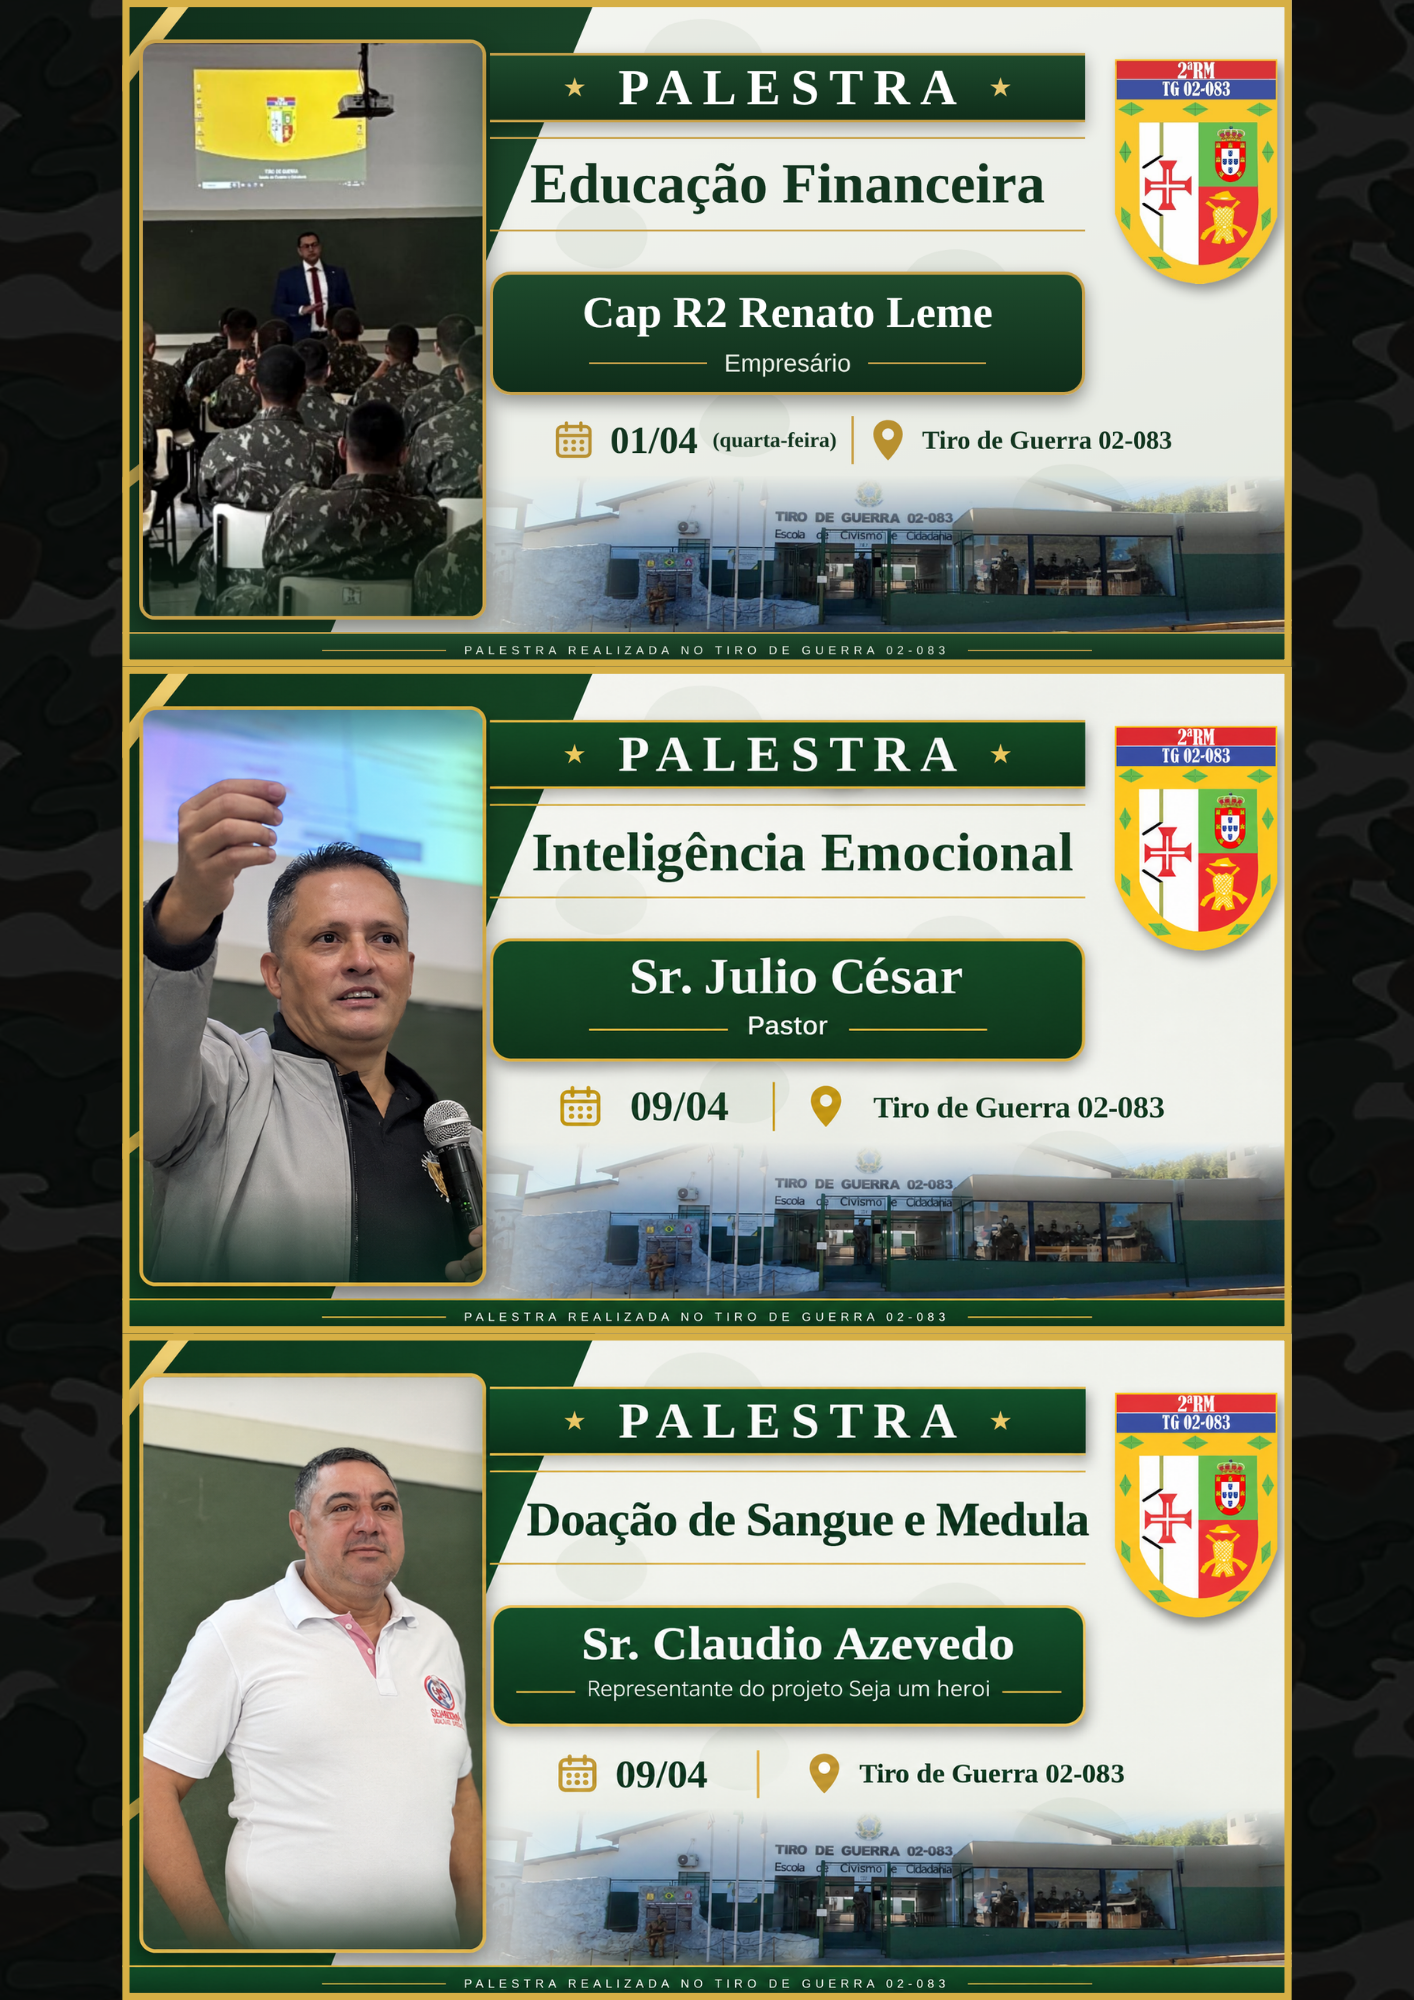 ★ PALESTRA ★
2ªRM
TG 02-083
Educação Financeira
Cap R2 Renato Leme
Empresário
01/04 (quarta-feira)
Tiro de Guerra 02-083
TIRO DE GUERRA 02-083
Escola de Civismo e Cidadania
PALESTRA REALIZADA NO TIRO DE GUERRA 02-083
★ PALESTRA ★
2ªRM
TG 02-083
Inteligência Emocional
Sr. Julio César
Pastor
09/04
Tiro de Guerra 02-083
TIRO DE GUERRA 02-083
Escola de Civismo e Cidadania
PALESTRA REALIZADA NO TIRO DE GUERRA 02-083
★ PALESTRA ★
2ªRM
TG 02-083
Doação de Sangue e Medula
Sr. Claudio Azevedo
Representante do projeto Seja um heroi
09/04
Tiro de Guerra 02-083
TIRO DE GUERRA 02-083
Escola de Civismo e Cidadania
PALESTRA REALIZADA NO TIRO DE GUERRA 02-083